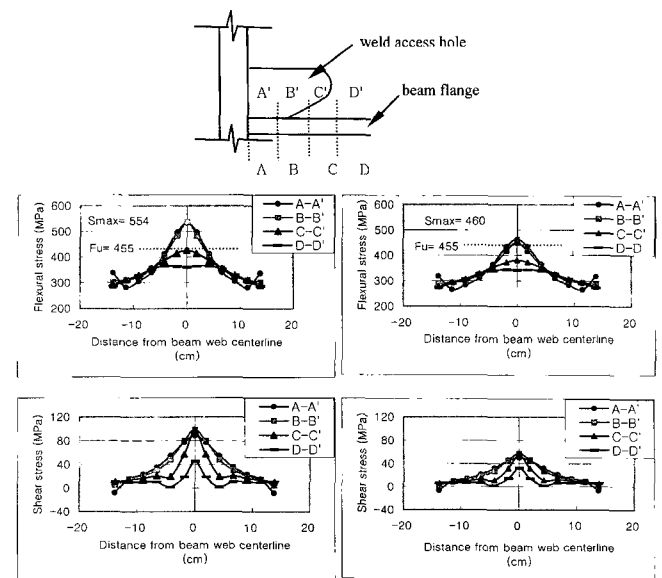 weld access hole
A' B' C' D'
beam flange
A B C D
Flexural stress (MPa)
600
500
400
300
200
Smax= 554
Fu= 455
A-A'
B-B'
C-C'
D-D'
-20 -10 0 10 20
Distance from beam web centerline
(cm)
Flexural stress (MPa)
600
500
400
300
200
Smax= 460
Fu= 455
A-A'
B-B'
C-C'
D-D
-20 -10 0 10 20
Distance from beam web centerline
(cm)
Shear stress (MPa)
120
80
40
0
-40
A-A'
B-B'
C-C'
D-D'
-20 -10 0 10 20
Distance from beam web centerline
(cm)
Shear stress (MPa)
120
80
40
0
-40
A-A'
B-B'
C-C'
D-D'
-20 -10 0 10 20
Distance from beam web centerline
(cm)